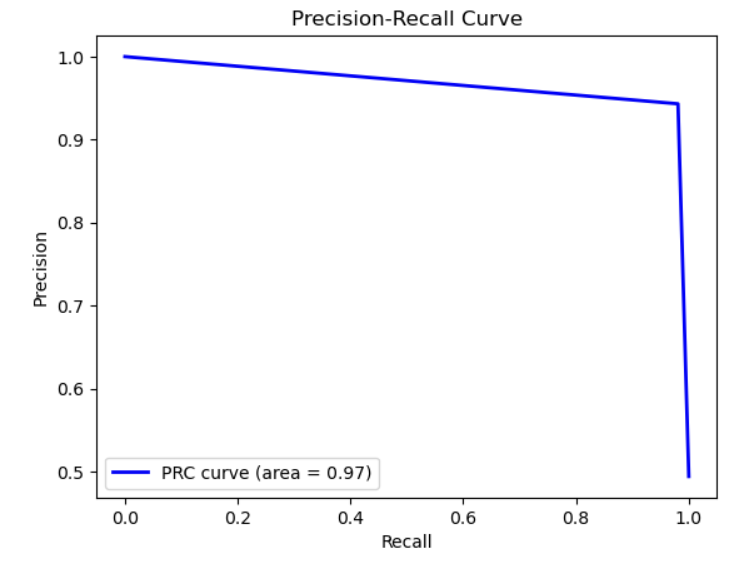 Precision-Recall Curve
1.0
0.9
0.8
0.7
0.6
0.5
Precision
PRC curve (area = 0.97)
0.0 0.2 0.4 0.6 0.8 1.0
Recall